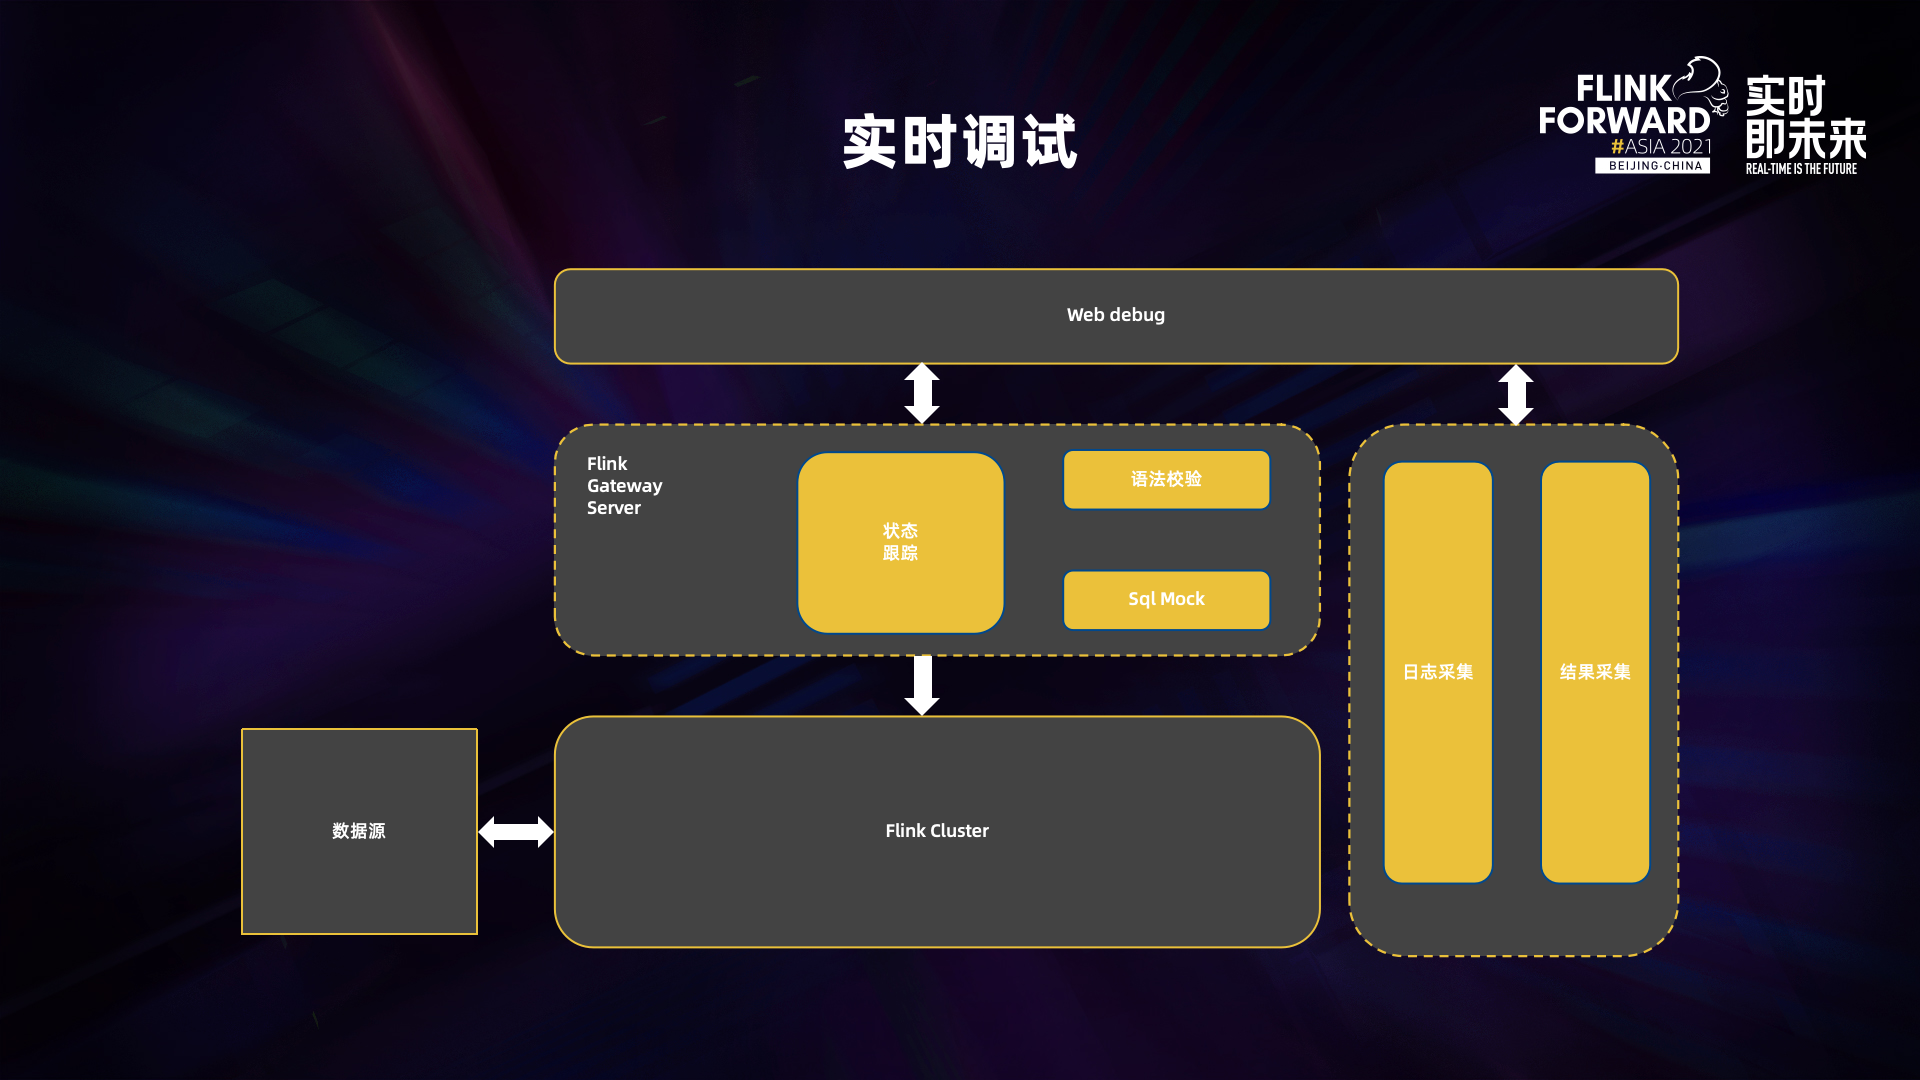 实时调试
FLINK
FORWARD
#ASIA 2021
BEIJING·CHINA
实时
即未来
REAL-TIME IS THE FUTURE
Web debug
Flink
Gateway
Server
状态
跟踪
语法校验
Sql Mock
日志采集
结果采集
数据源
Flink Cluster